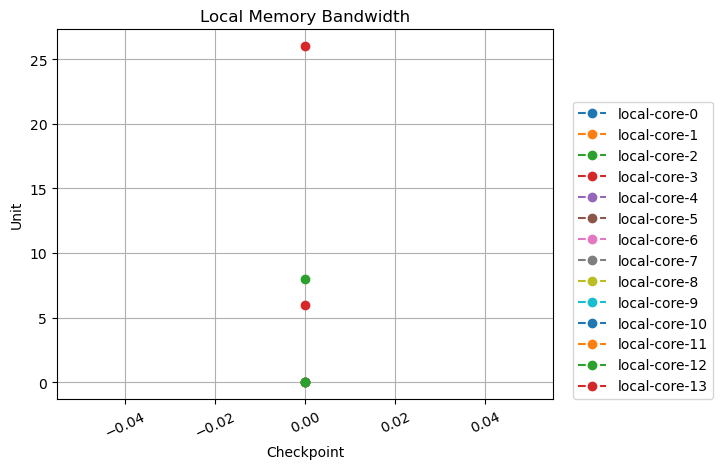 Local Memory Bandwidth
25
20
15
10
5
0
Unit
−0.04
−0.02
0.00
0.02
0.04
Checkpoint
local-core-0
local-core-1
local-core-2
local-core-3
local-core-4
local-core-5
local-core-6
local-core-7
local-core-8
local-core-9
local-core-10
local-core-11
local-core-12
local-core-13